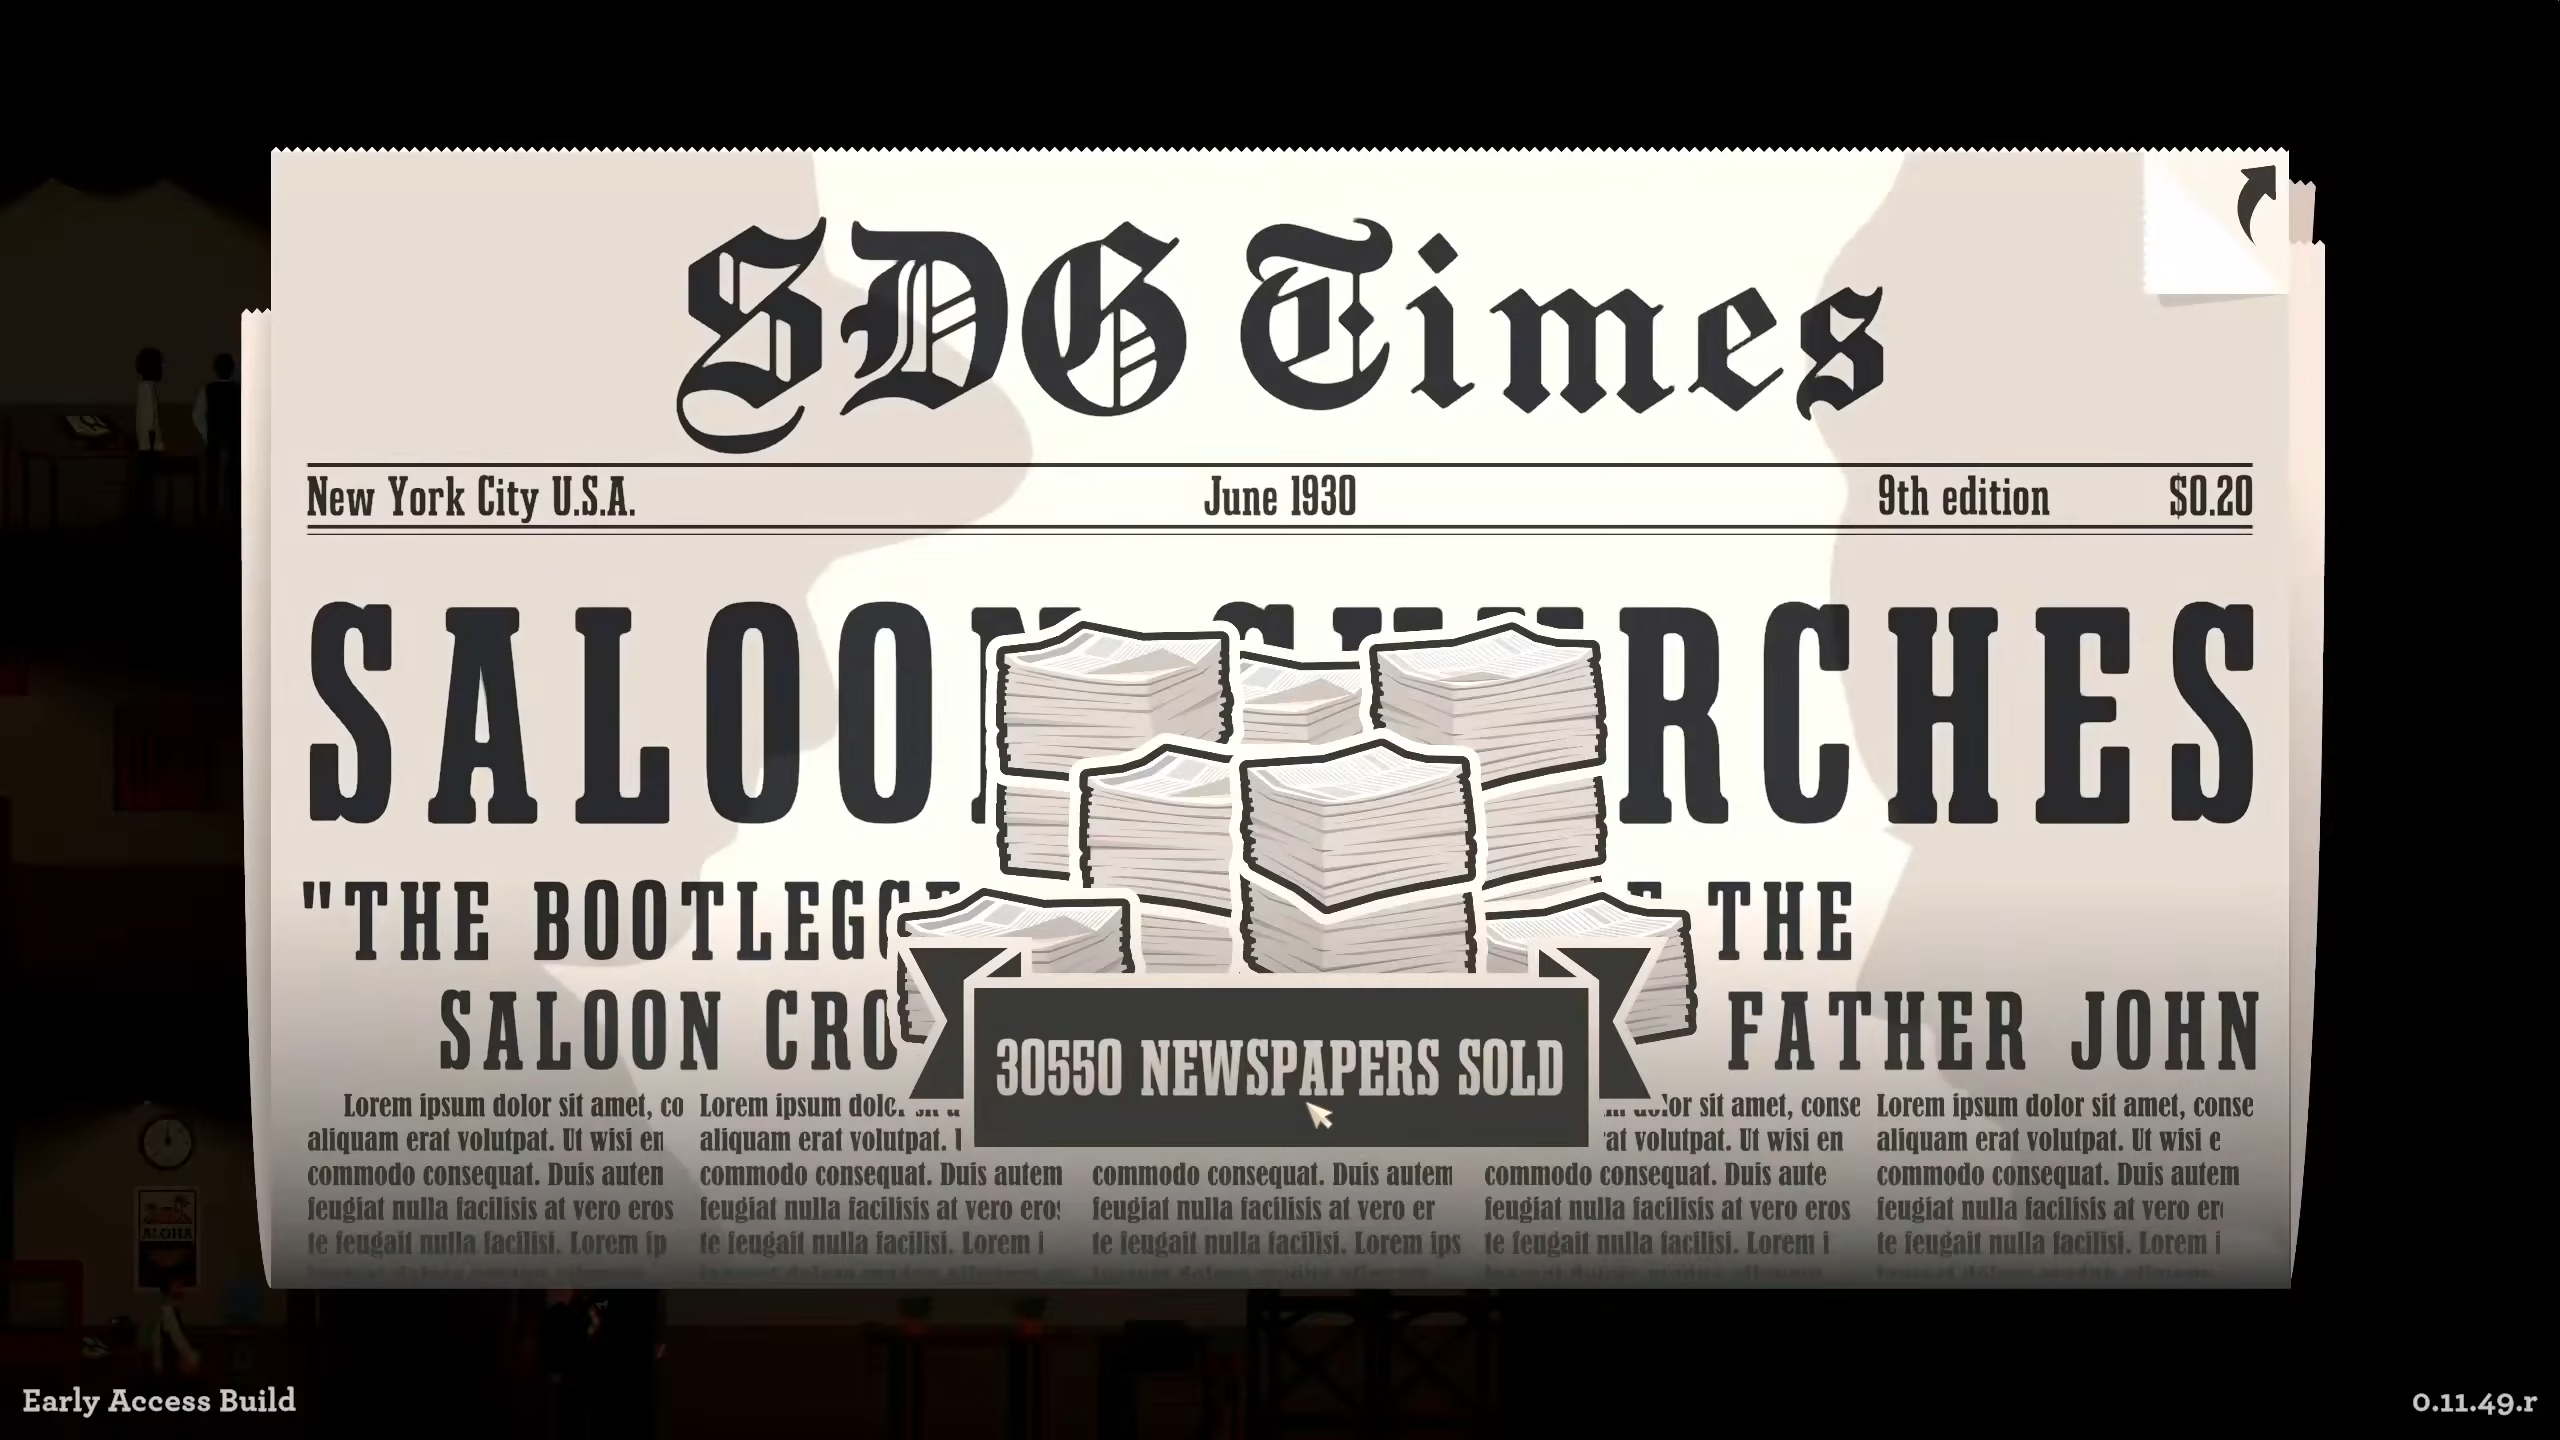 SDG Times
New York City U.S.A. June 1930 9th edition $0.20
SALOON CHURCHES
"THE THE
SALOON FATHER JOHN
30550 NEWSPAPERS SOLD
Lorem ipsum dolor sit amet, co
aliquam erat volutpat. Ut wisi en
commodo consequat. Duis auten
feugiat nulla facilisis at vero eros
te feugait nulla facilisi. Lorem ip
Lorem ipsum
aliquam erat volutpat.
commodo consequat. Duis autem
feugiat nulla facilisis at vero eros
te feugait nulla facilisi. Lorem i
commodo consequat. Duis autem
feugiat nulla facilisis at vero er
te feugait nulla facilisi. Lorem ips
sit amet, conse
at volutpat. Ut wisi en
commodo consequat. Duis aute
feugiat nulla facilisis at vero eros
te feugait nulla facilisi. Lorem i
Lorem ipsum dolor sit amet, conse
aliquam erat volutpat. Ut wisi e
commodo consequat. Duis autem
feugiat nulla facilisis at vero er
te feugait nulla facilisi. Lorem i
ALOHA
Early Access Build
0.11.49.r